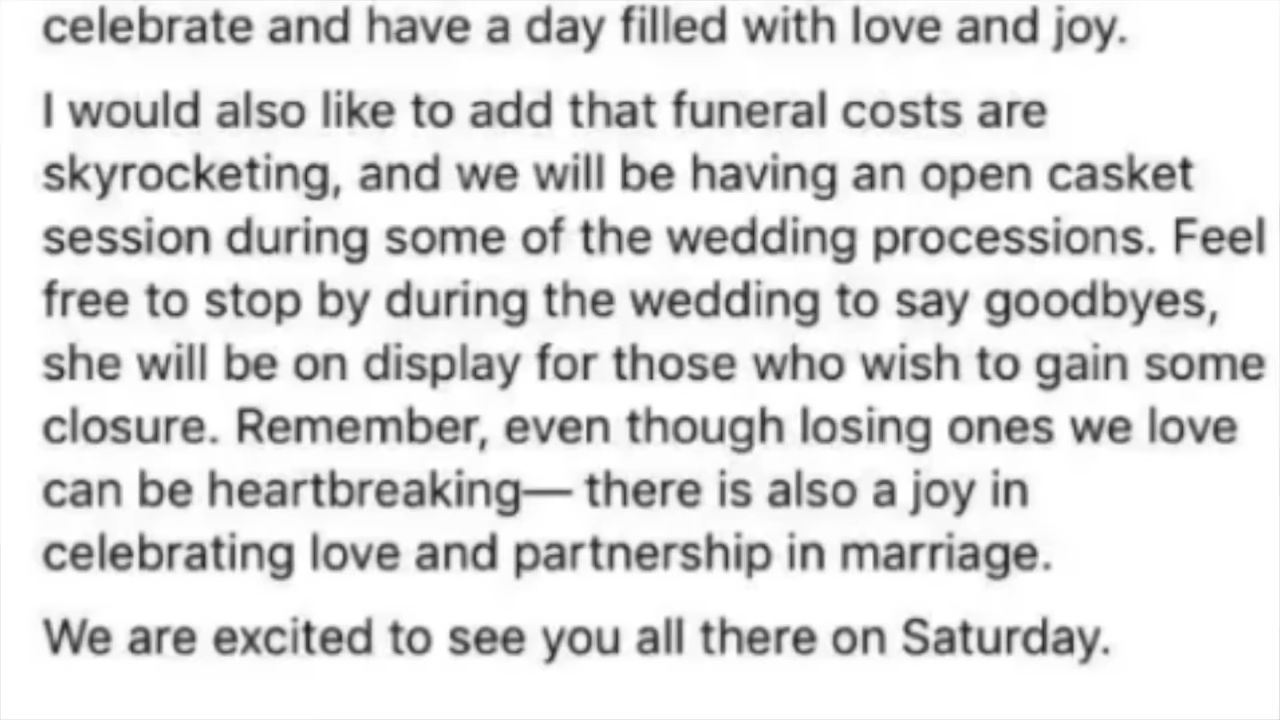 celebrate and have a day filled with love and joy.
I would also like to add that funeral costs are
skyrocketing, and we will be having an open casket
session during some of the wedding processions. Feel
free to stop by during the wedding to say goodbyes,
she will be on display for those who wish to gain some
closure. Remember, even though losing ones we love
can be heartbreaking— there is also a joy in
celebrating love and partnership in marriage.
We are excited to see you all there on Saturday.